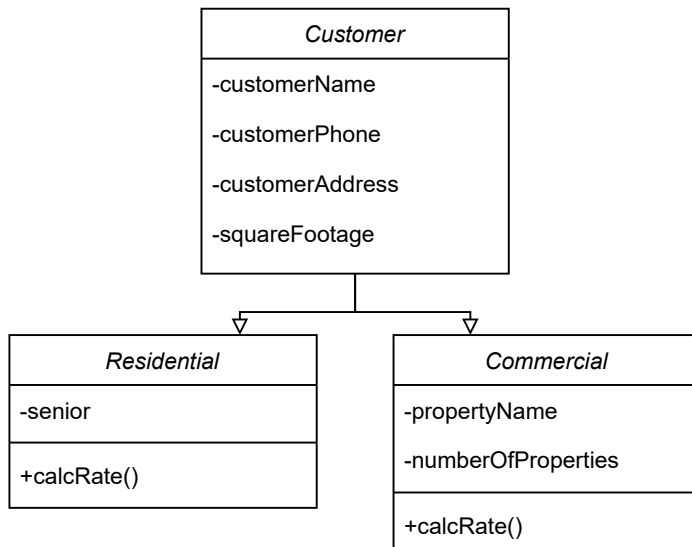 Customer
-customerName
-customerPhone
-customerAddress
-squareFootage
Residential
-senior
+calcRate()
Commercial
-propertyName
-numberOfProperties
+calcRate()